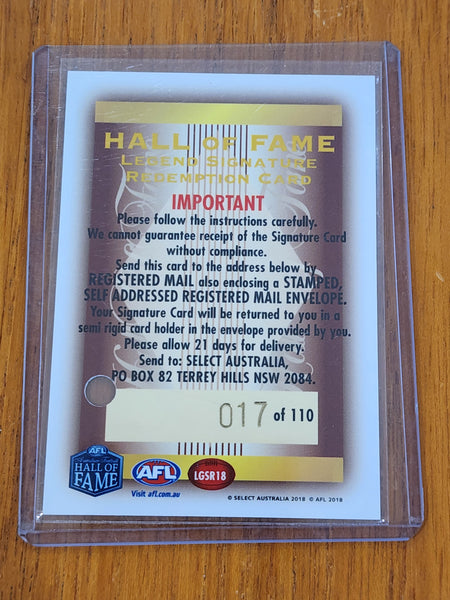 HALL OF FAME
LEGEND SIGNATURE
REDEMPTION CARD
IMPORTANT
Please follow the instructions carefully.
We cannot guarantee receipt of the Signature Card
without compliance.
Send this card to the address below by
REGISTERED MAIL also enclosing a STAMPED,
SELF ADDRESSED REGISTERED MAIL ENVELOPE.
Your Signature Card will be returned to you in a
semi rigid card holder in the envelope provided by you.
Please allow 21 days for delivery.
Send to: SELECT AUSTRALIA,
PO BOX 82 TERREY HILLS NSW 2084.
017 of 110
AFL
HALL OF
FAME
AFL
Visit afl.com.au
LGSR18
© SELECT AUSTRALIA 2018 © AFL 2018